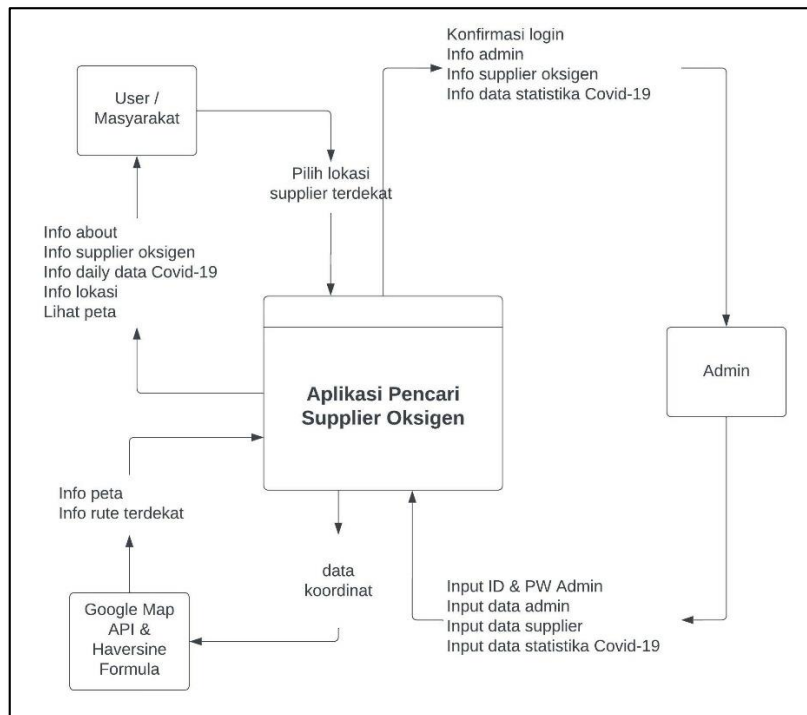 Konfirmasi login
Info admin
Info supplier oksigen
Info data statistika Covid-19
User /
Masyarakat
Pilih lokasi
supplier terdekat
Info about
Info supplier oksigen
Info daily data Covid-19
Info lokasi
Lihat peta
Aplikasi Pencari
Supplier Oksigen
Admin
Info peta
Info rute terdekat
data
koordinat
Input ID & PW Admin
Input data admin
Input data supplier
Input data statistika Covid-19
Google Map
API &
Haversine
Formula